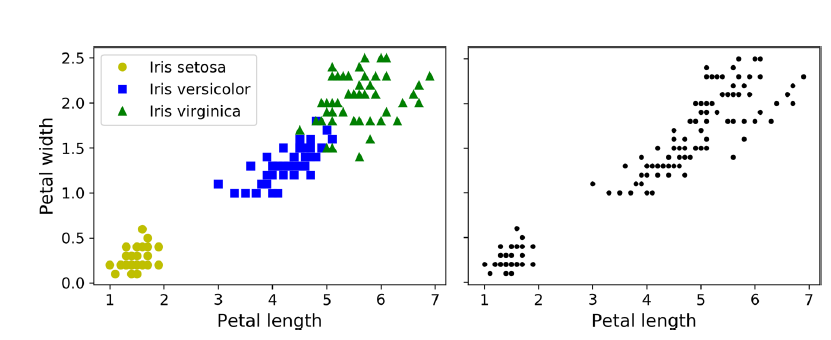 2.5
2.0
1.5
1.0
0.5
0.0
Petal width
Iris setosa
Iris versicolor
Iris virginica
1 2 3 4 5 6 7
Petal length
1 2 3 4 5 6 7
Petal length